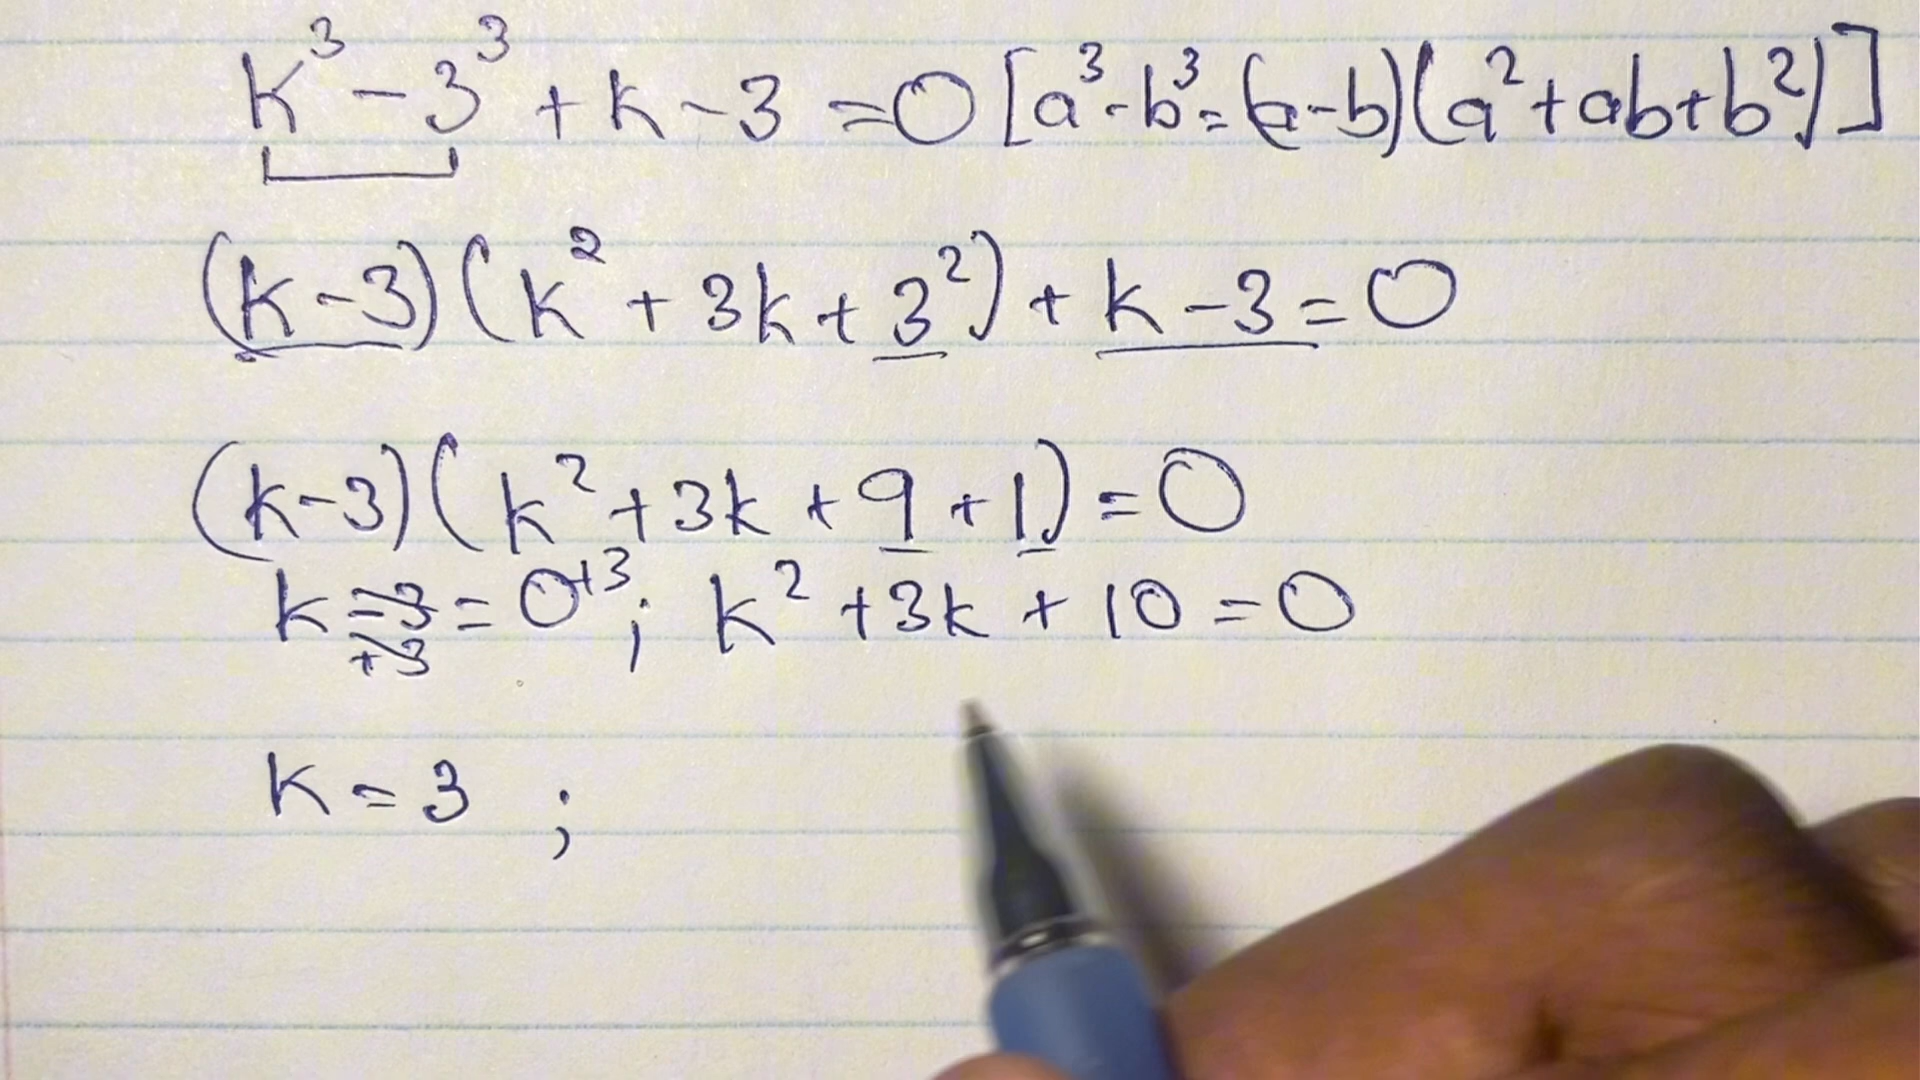 k³ - 3³ + k - 3 = 0 [a³ - b³ = (a-b)(a² + ab + b²)]
(k - 3)(k² + 3k + 3²) + k - 3 = 0
(k-3)(k² + 3k + 9 + 1) = 0
k - 3 = 0 +3 ; k² + 3k + 10 = 0
+3
k = 3 ;